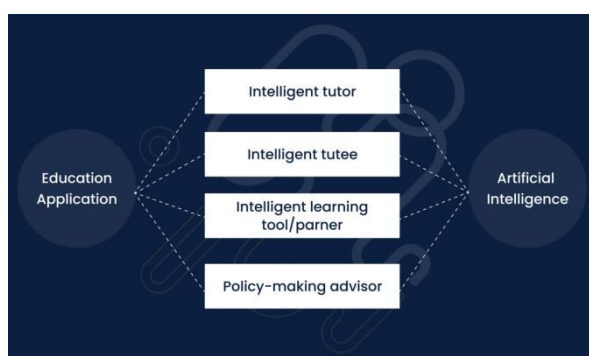 Intelligent tutor
Intelligent tutee
Education
Application
Intelligent learning
tool/parner
Artificial
Intelligence
Policy-making advisor